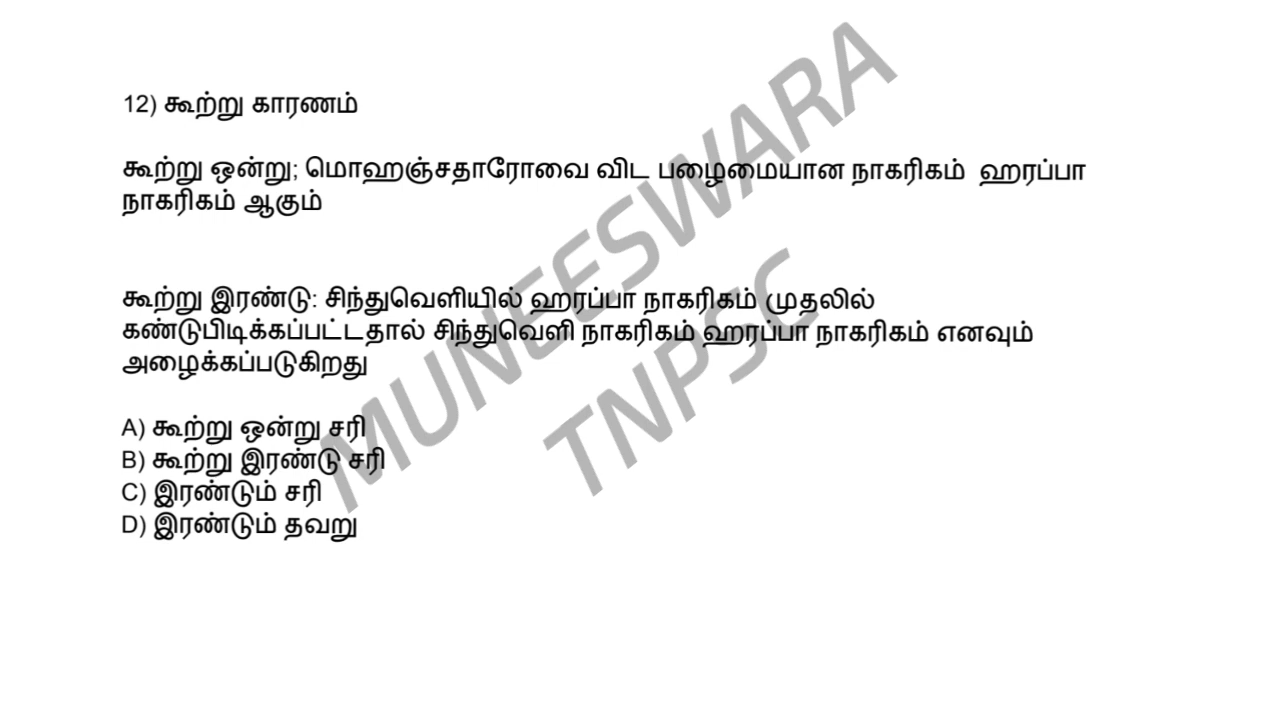 12) கூற்று காரணம்
கூற்று ஒன்று; மொஹஞ்சதாரோவை விட பழைமையான நாகரிகம் ஹரப்பா
நாகரிகம் ஆகும்
கூற்று இரண்டு: சிந்துவெளியில் ஹரப்பா நாகரிகம் முதலில்
கண்டுபிடிக்கப்பட்டதால் சிந்துவெளி நாகரிகம் ஹரப்பா நாகரிகம் எனவும்
அழைக்கப்படுகிறது
A) கூற்று ஒன்று சரி
B) கூற்று இரண்டு சரி
C) இரண்டும் சரி
D) இரண்டும் தவறு
MUNEESWARA
TNPSC